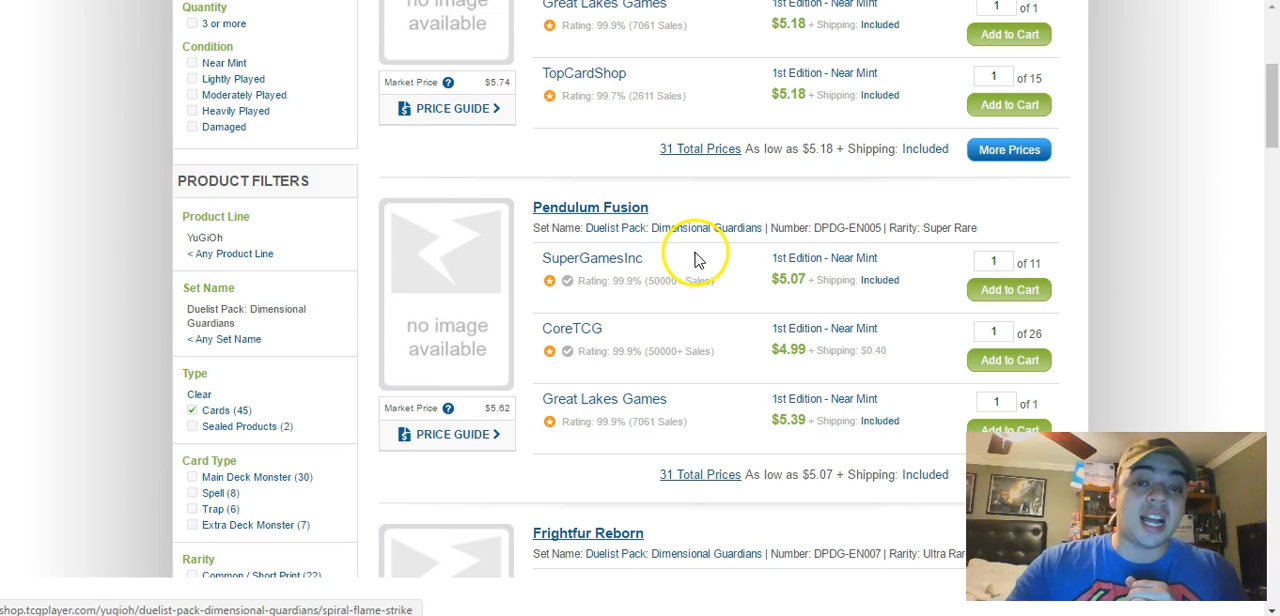 Quantity
3 or more
Condition
Near Mint
Lightly Played
Moderately Played
Heavily Played
Damaged
PRODUCT FILTERS
Product Line
YuGiOh
< Any Product Line
Set Name
Duelist Pack: Dimensional
Guardians
< Any Set Name
Type
Clear
Cards (45)
Sealed Products (2)
Card Type
Main Deck Monster (30)
Spell (8)
Trap (6)
Extra Deck Monster (7)
Rarity
Common / Short Print (22)
no image
available
Market Price ? $5.74
PRICE GUIDE
Great Lakes Games 1st Edition - Near Mint 1 of 1
Rating: 99.9% (7061 Sales) $5.18 + Shipping: Included Add to Cart
TopCardShop 1st Edition - Near Mint 1 of 15
Rating: 99.7% (2611 Sales) $5.18 + Shipping: Included Add to Cart
31 Total Prices As low as $5.18 + Shipping: Included More Prices
Pendulum Fusion
Set Name: Duelist Pack: Dimensional Guardians | Number: DPDG-EN005 | Rarity: Super Rare
SuperGamesInc 1st Edition - Near Mint 1 of 11
Rating: 99.9% (50000+ Sales) $5.07 + Shipping: Included Add to Cart
CoreTCG 1st Edition - Near Mint 1 of 26
Rating: 99.9% (50000+ Sales) $4.99 + Shipping: $0.40 Add to Cart
Great Lakes Games 1st Edition - Near Mint 1 of 1
Rating: 99.9% (7061 Sales) $5.39 + Shipping: Included Add to Cart
31 Total Prices As low as $5.07 + Shipping: Included
no image
available
Market Price ? $5.62
PRICE GUIDE
Frightfur Reborn
Set Name: Duelist Pack: Dimensional Guardians | Number: DPDG-EN007 | Rarity: Ultra Rar
shop.tcgplayer.com/yugioh/duelist-pack-dimensional-guardians/spiral-flame-strike